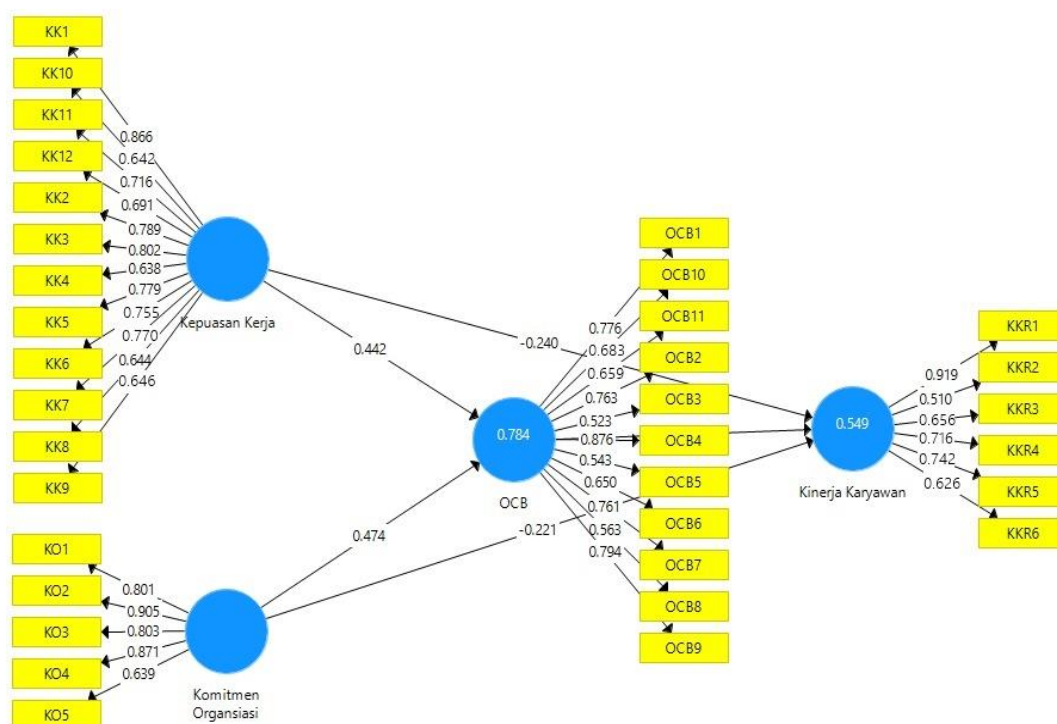 KK1
KK10
KK11
KK12
KK2
KK3
KK4
KK5
KK6
KK7
KK8
KK9
0.866
0.642
0.716
0.691
0.789
0.802
0.638
0.779
0.755
0.770
0.644
0.646
Kepuasan Kerja
KO1
KO2
KO3
KO4
KO5
0.801
0.905
0.803
0.871
0.639
Komitmen
Organsiasi
0.442
0.474
-0.240
-0.221
0.784
OCB
0.776
0.683
0.659
0.763
0.523
0.876
0.543
0.650
0.761
0.563
0.794
OCB1
OCB10
OCB11
OCB2
OCB3
OCB4
OCB5
OCB6
OCB7
OCB8
OCB9
0.549
Kinerja Karyawan
0.919
0.510
0.656
0.716
0.742
0.626
KKR1
KKR2
KKR3
KKR4
KKR5
KKR6